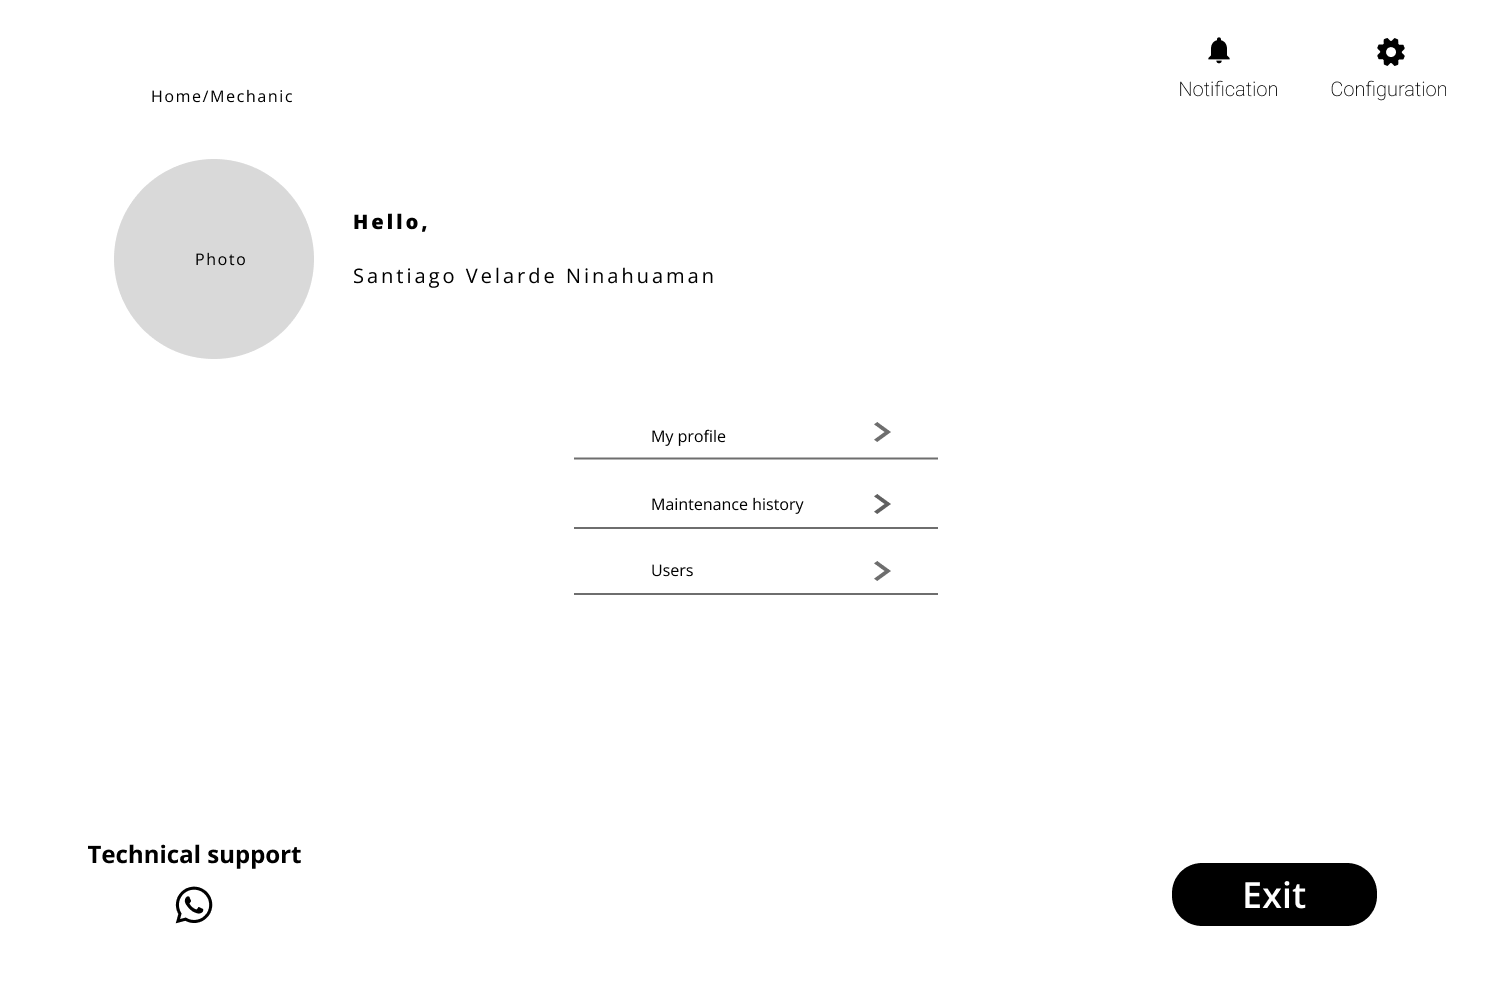 Notification
Configuration
Home/Mechanic
Photo
Hello,
Santiago Velarde Ninahuaman
My profile
Maintenance history
Users
Technical support
Exit